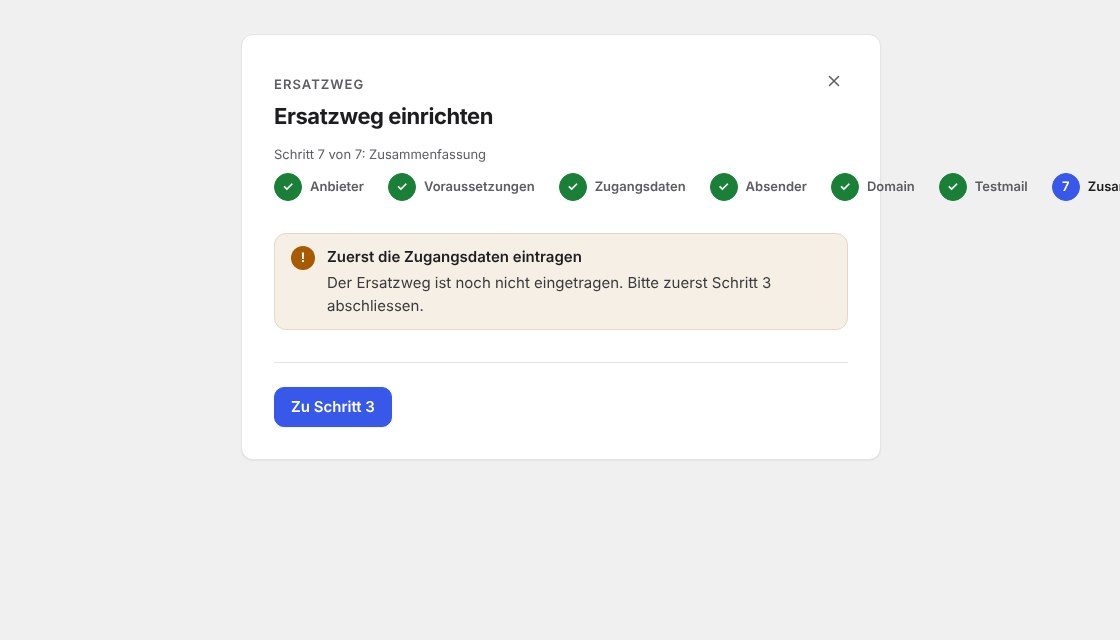 ERSATZWEG
Ersatzweg einrichten
Schritt 7 von 7: Zusammenfassung
Anbieter Voraussetzungen Zugangsdaten Absender Domain Testmail 7
! Zuerst die Zugangsdaten eintragen
Der Ersatzweg ist noch nicht eingetragen. Bitte zuerst Schritt 3
abschliessen.
Zu Schritt 3